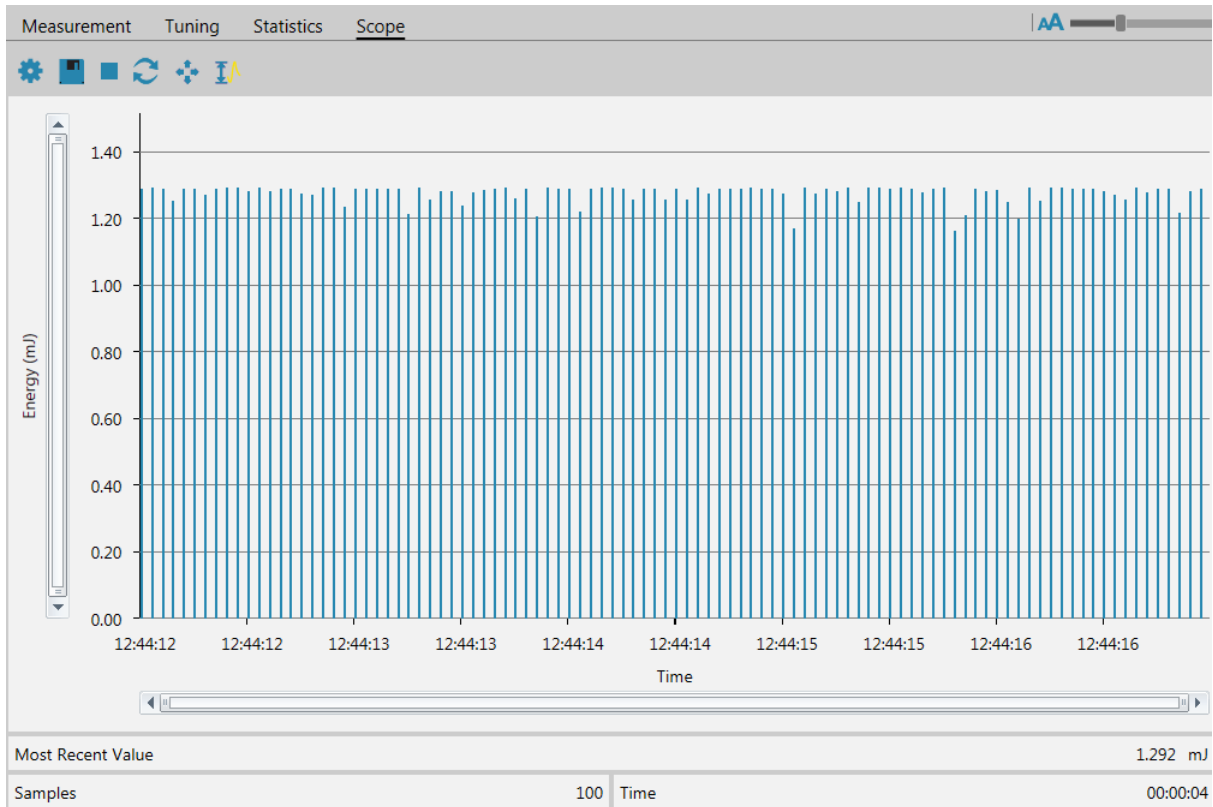 Measurement Tuning Statistics Scope AA
1.40
1.20
1.00
0.80
0.60
0.40
0.20
0.00
Energy (mJ)
12:44:12 12:44:12 12:44:13 12:44:13 12:44:14 12:44:14 12:44:15 12:44:15 12:44:16 12:44:16
Time
Most Recent Value 1.292 mJ
Samples 100 Time 00:00:04